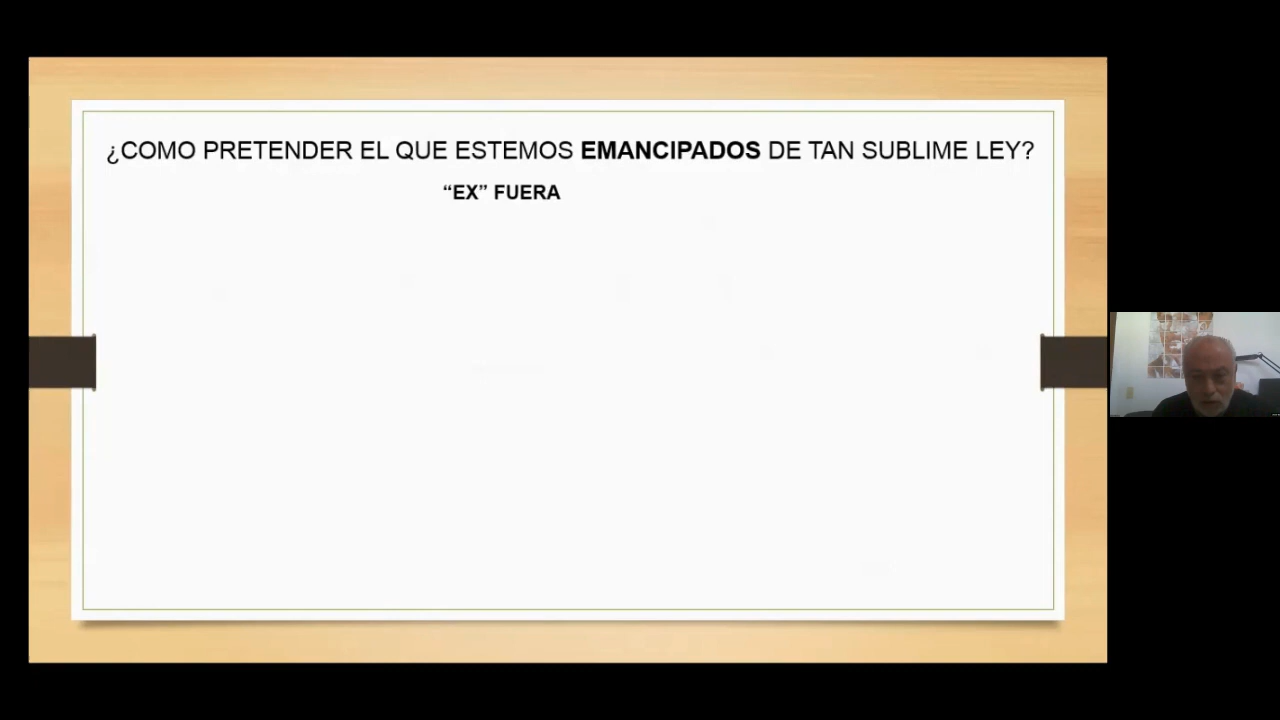 ¿COMO PRETENDER EL QUE ESTEMOS EMANCIPADOS DE TAN SUBLIME LEY?
“EX” FUERA